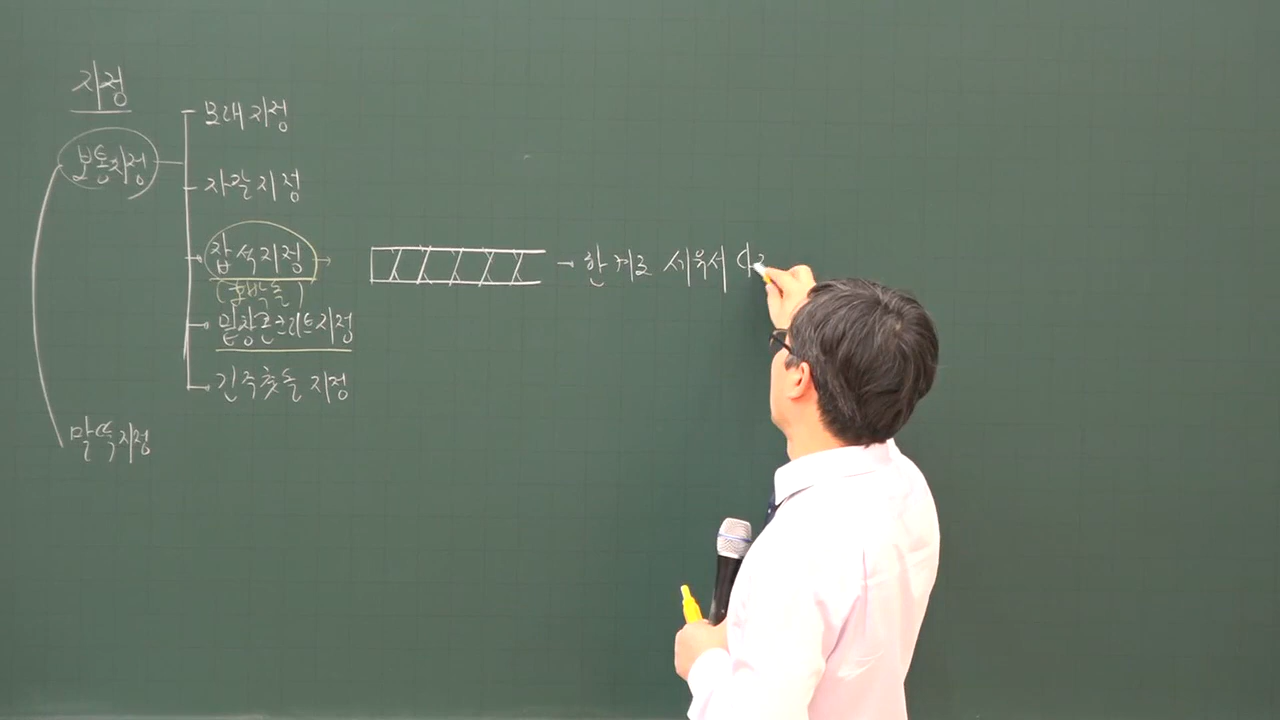 지정
보통지정
모래지정
자갈지정
잡석지정
(호박돌)
밑창콘크리트지정
긴주춧돌 지정
말뚝지정
→ 한 켜로 세워서